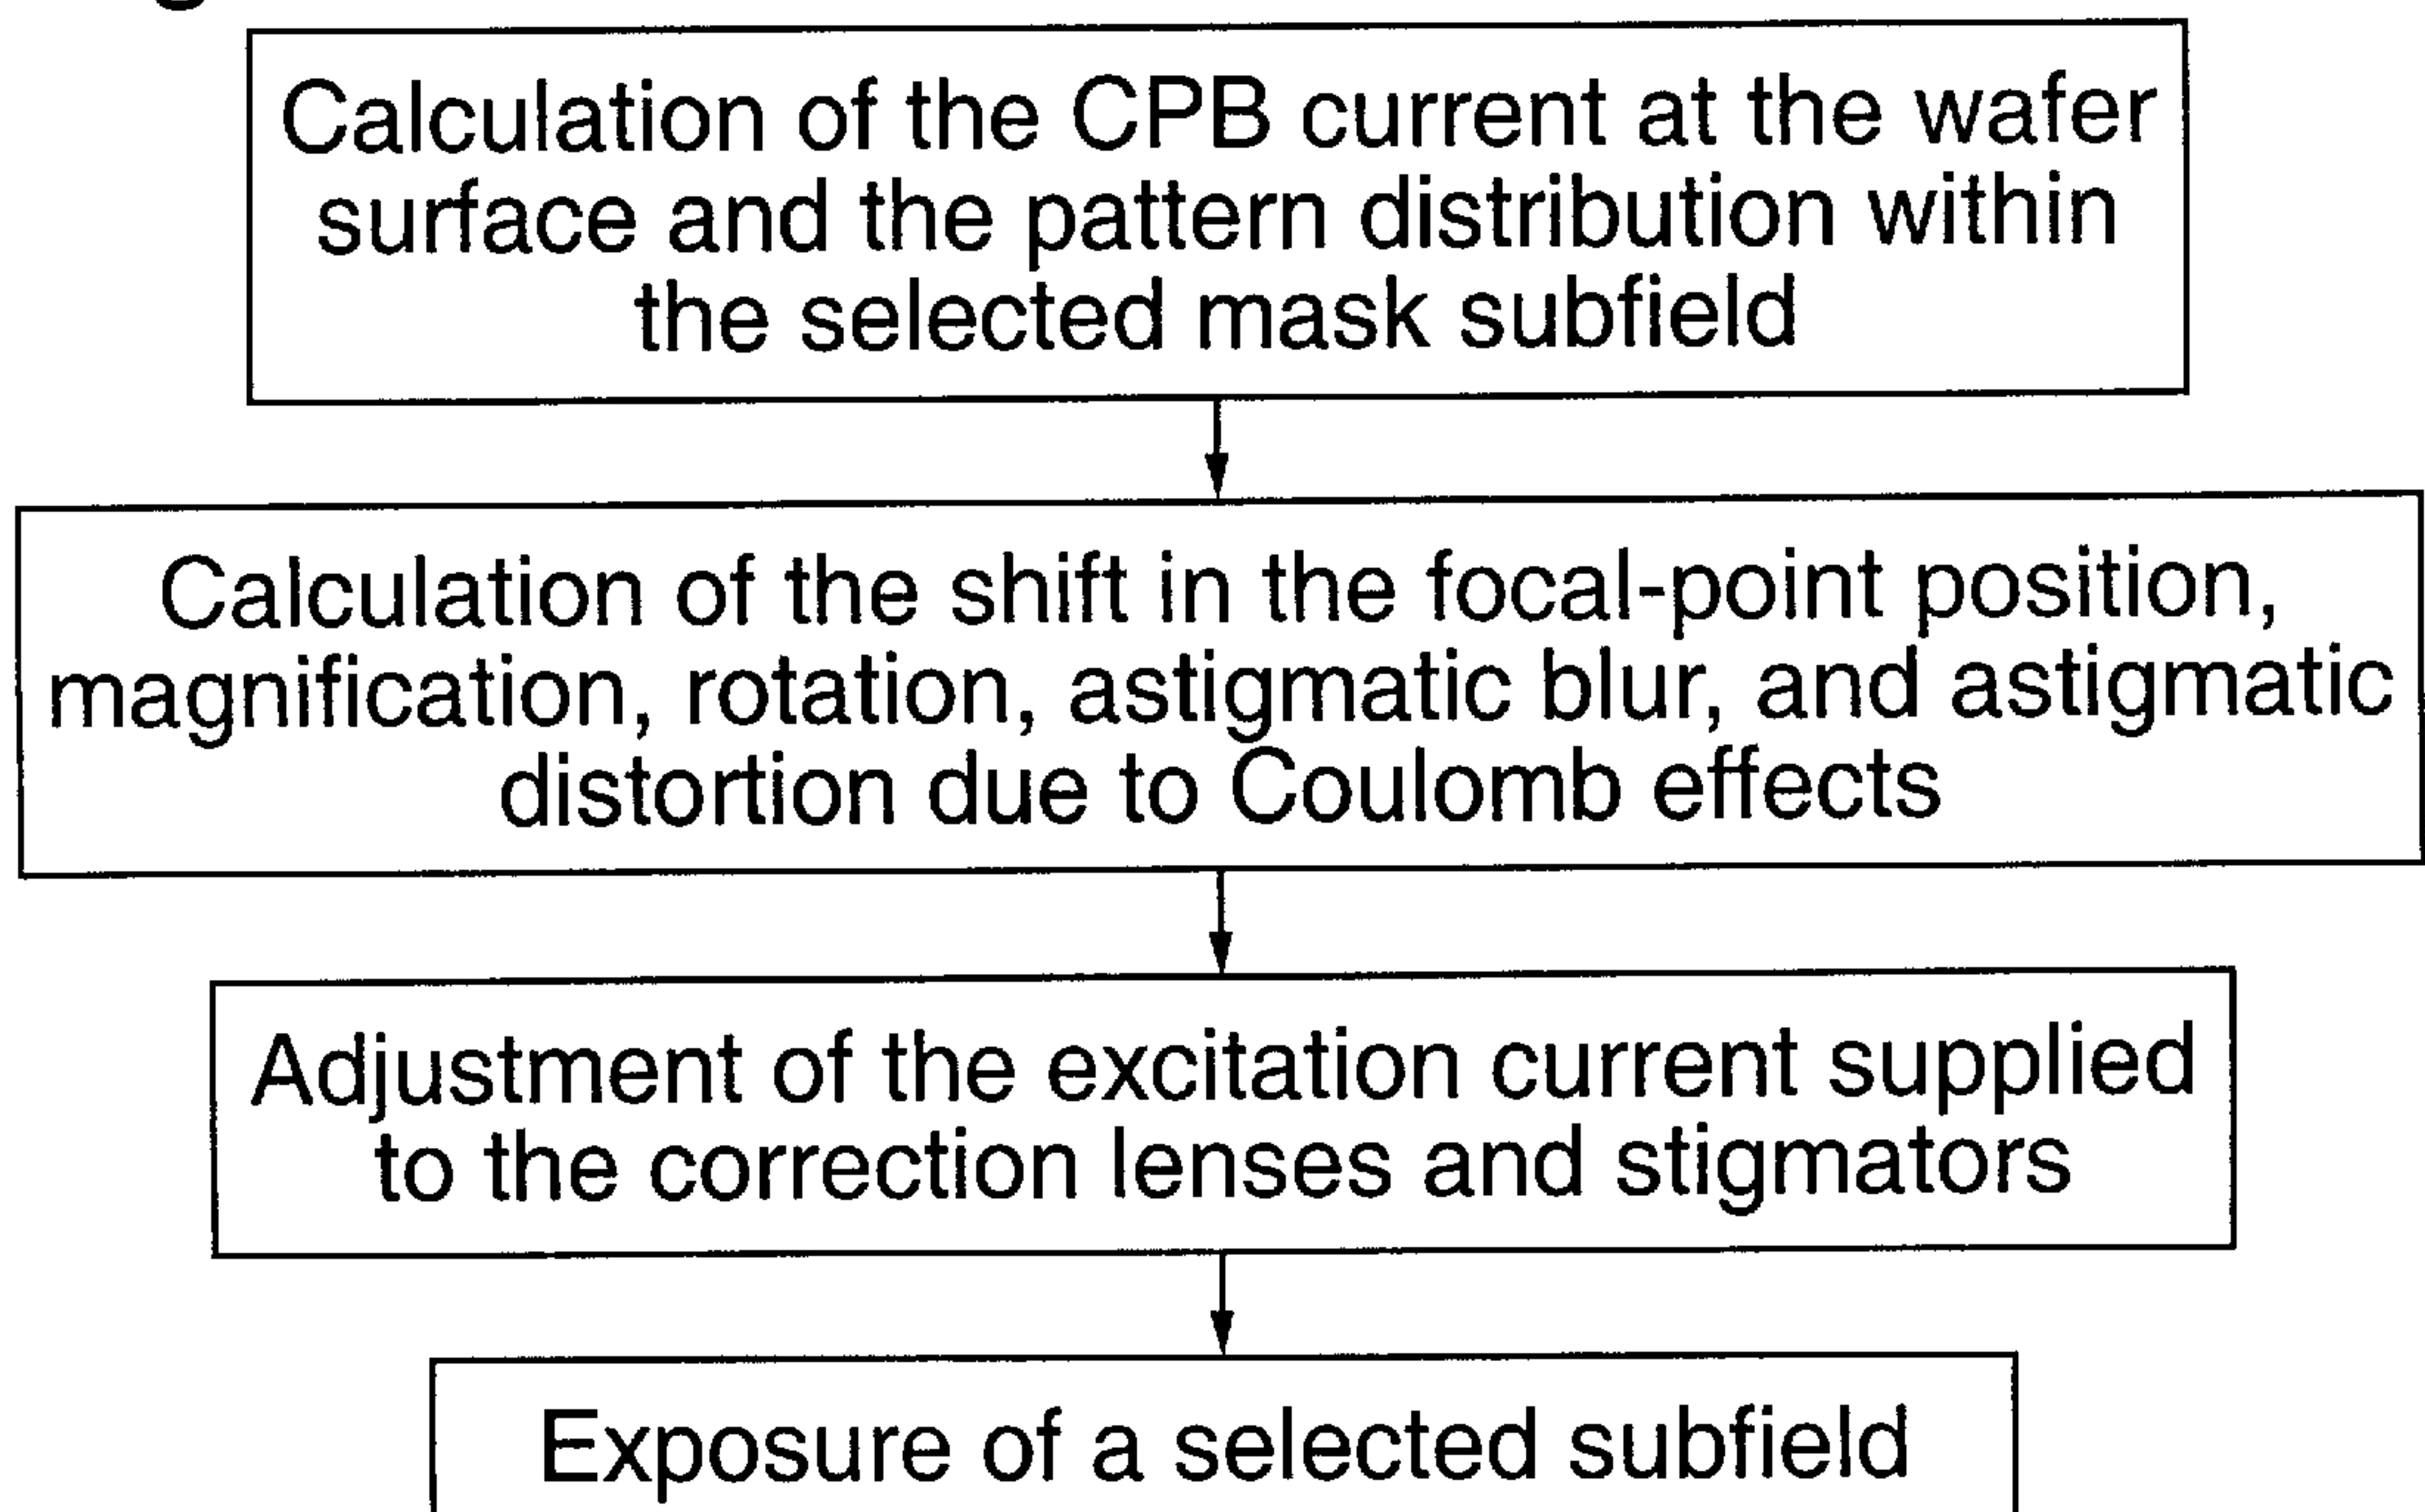 Calculation of the CPB current at the wafer
surface and the pattern distribution within
the selected mask subfield
Calculation of the shift in the focal-point position,
magnification, rotation, astigmatic blur, and astigmatic
distortion due to Coulomb effects
Adjustment of the excitation current supplied
to the correction lenses and stigmators
Exposure of a selected subfield